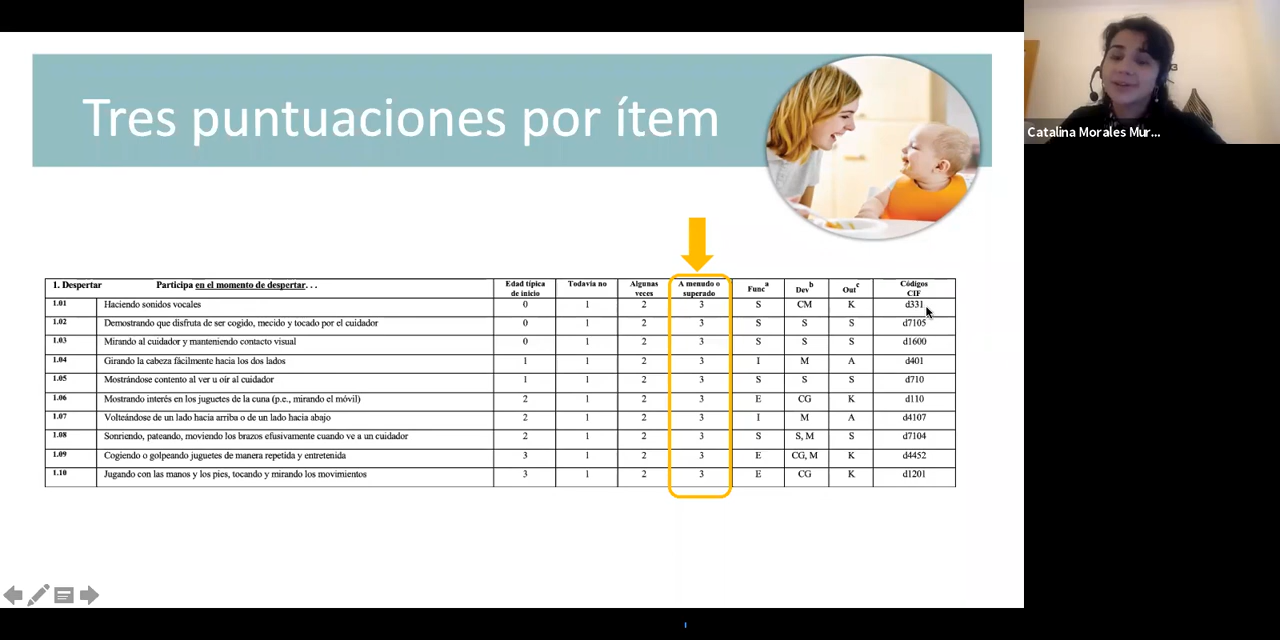 Tres puntuaciones por ítem
Catalina Morales Mur...
1. Despertar Participa en el momento de despertar. . . Edad típica de inicio Todavia no Algunas veces A menudo o superado Func a Dev b Out c Códigos CIF
1.01 Haciendo sonidos vocales 0 1 2 3 S CM K d331
1.02 Demostrando que disfruta de ser cogido, mecido y tocado por el cuidador 0 1 2 3 S S S d7105
1.03 Mirando al cuidador y manteniendo contacto visual 0 1 2 3 S S S d1600
1.04 Girando la cabeza fácilmente hacia los dos lados 1 1 2 3 I M A d401
1.05 Mostrándose contento al ver u oír al cuidador 1 1 2 3 S S S d710
1.06 Mostrando interés en los juguetes de la cuna (p.e., mirando el móvil) 2 1 2 3 E CG K d110
1.07 Volteándose de un lado hacia arriba o de un lado hacia abajo 2 1 2 3 I M A d4107
1.08 Sonriendo, pateando, moviendo los brazos efusivamente cuando ve a un cuidador 2 1 2 3 S S, M S d7104
1.09 Cogiendo o golpeando juguetes de manera repetida y entretenida 3 1 2 3 E CG, M K d4452
1.10 Jugando con las manos y los pies, tocando y mirando los movimientos 3 1 2 3 E CG K d1201